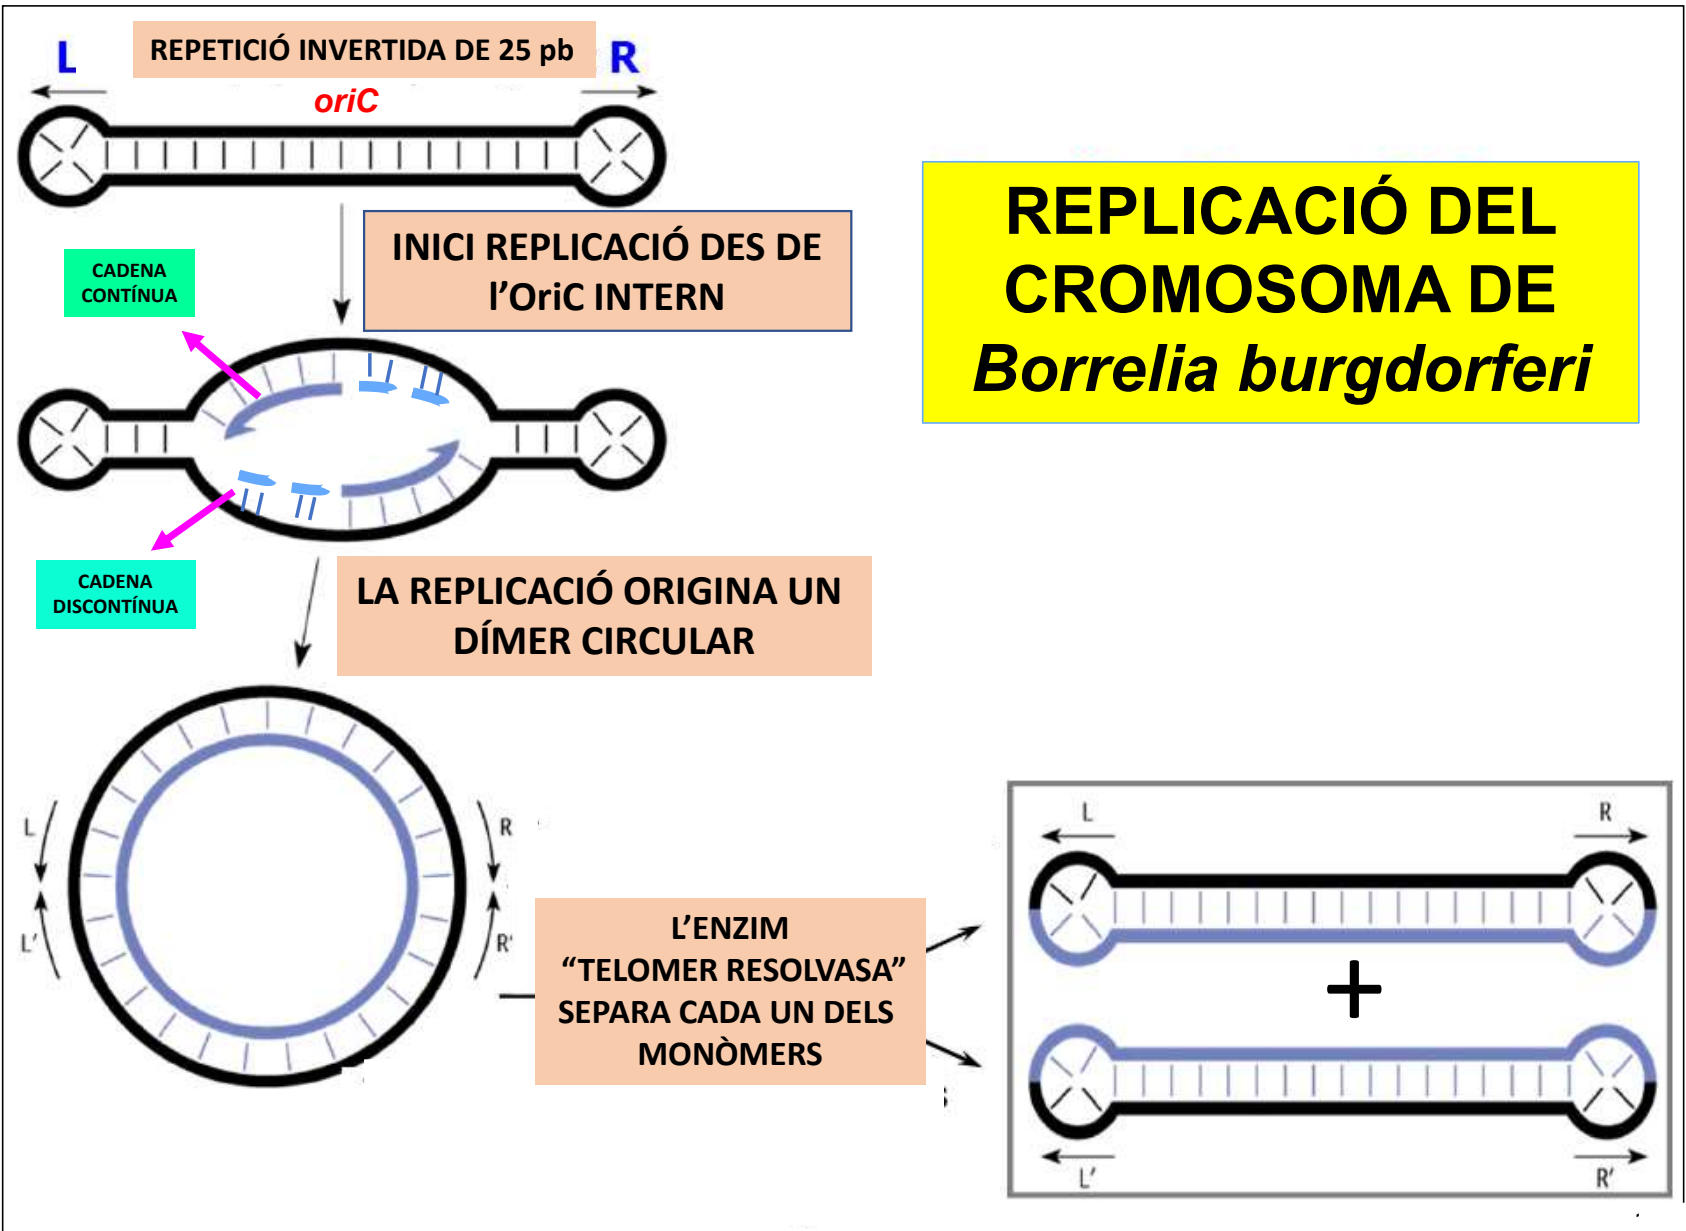 L
REPETICIÓ INVERTIDA DE 25 pb
R
oriC
INICI REPLICACIÓ DES DE
l’OriC INTERN
REPLICACIÓ DEL
CROMOSOMA DE
Borrelia burgdorferi
CADENA
CONTÍNUA
CADENA
DISCONTÍNUA
LA REPLICACIÓ ORIGINA UN
DÍMER CIRCULAR
L
R
L’
R’
L’ENZIM
“TELOMER RESOLVASA”
SEPARA CADA UN DELS
MONÒMERS
L
R
+
L’
R’